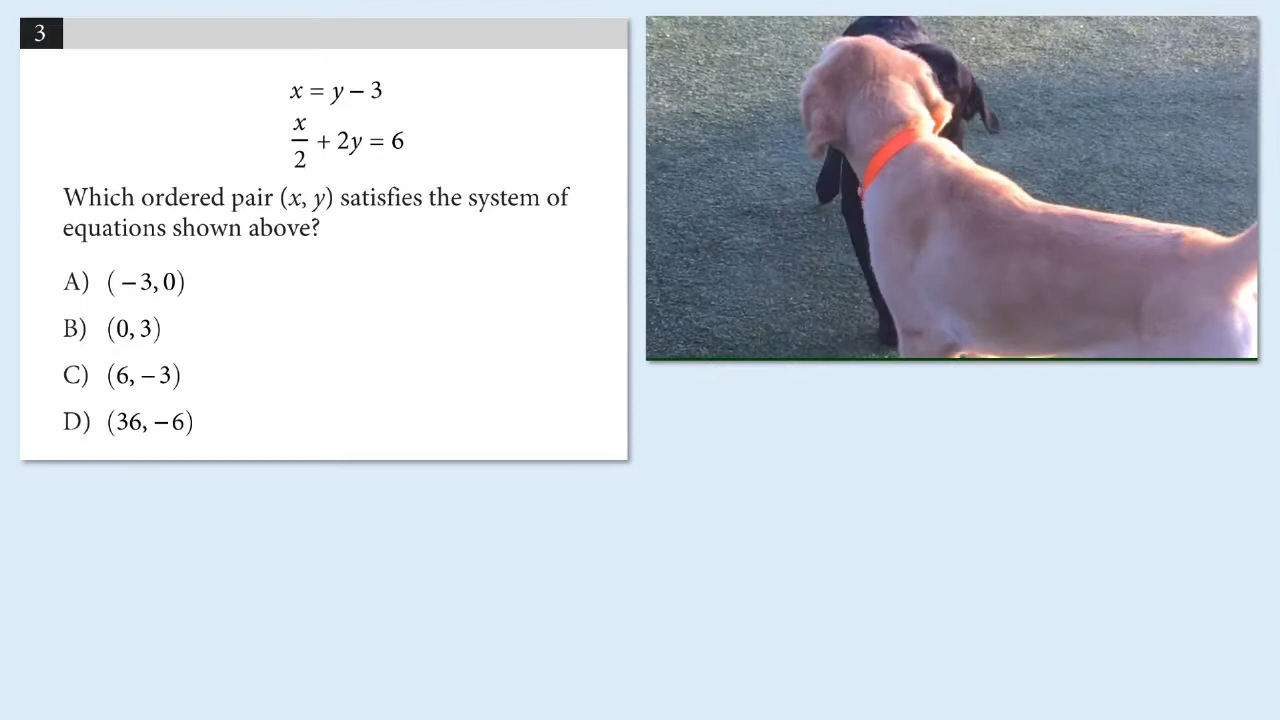 3
x = y − 3
x/2 + 2y = 6
Which ordered pair (x, y) satisfies the system of
equations shown above?
A) (−3, 0)
B) (0, 3)
C) (6, −3)
D) (36, −6)